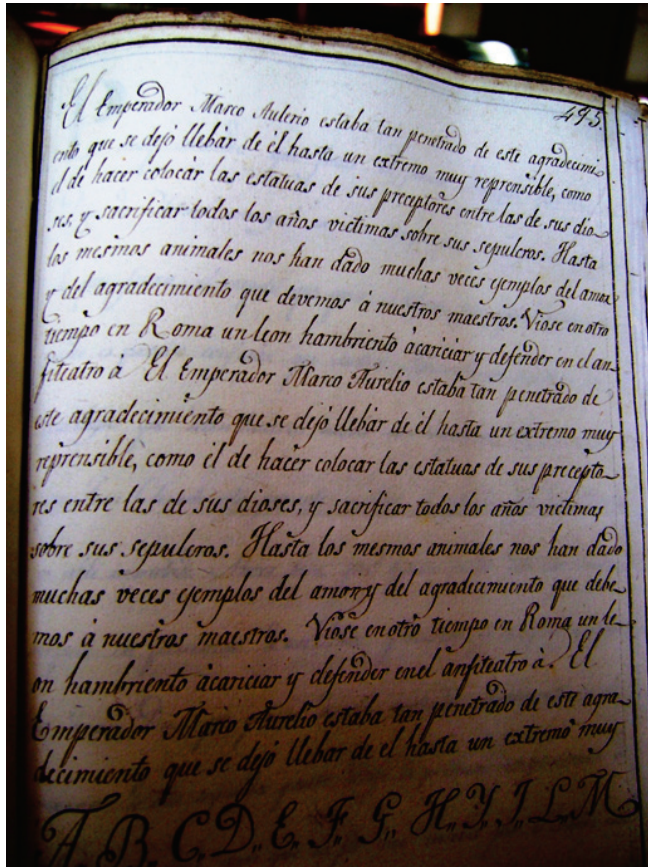 495.
El Emperador Marco Aulerio estaba tan penetrado de este agradecimi
ento que se dejó llebar de él hasta un extremo muy reprensible, como
el de hacer colocár las estatuas de sus preceptores entre las de sus dio
ses, y sacrificar todos los años victimas sobre sus sepulcros. Hasta
los mesmos animales nos han dado muchas veces ejemplos del amor
y del agradecimiento que devemos á nuestros maestros. Viose en otro
tiempo en Roma un leon hambriento ácariciar y defender en el an
fiteatro á El Emperador Marco Aurelio estaba tan penetrado de
este agradecimiento que se dejó llebár de él hasta un extremo muy
reprensible, como él de hacer colocar las estatuas de sus precepto
res entre las de sus dioses, y sacrificar todos los años victimas
sobre sus sepulcros. Hasta los mesmos animales nos han dado
muchas veces ejemplos del amor y del agradecimiento que debe
mos á nuestros maestros. Viose en otro tiempo en Roma un le
on hambriento ácariciar y defender en el anfiteatro á. El
Emperador Marco Aurelio estaba tan penetrado de este agra
decimiento que se dejó llebar de el hasta un extremo muy
A,, B,, C,, D,, E,, F,, G,, H,, Y,, J,, L,, M